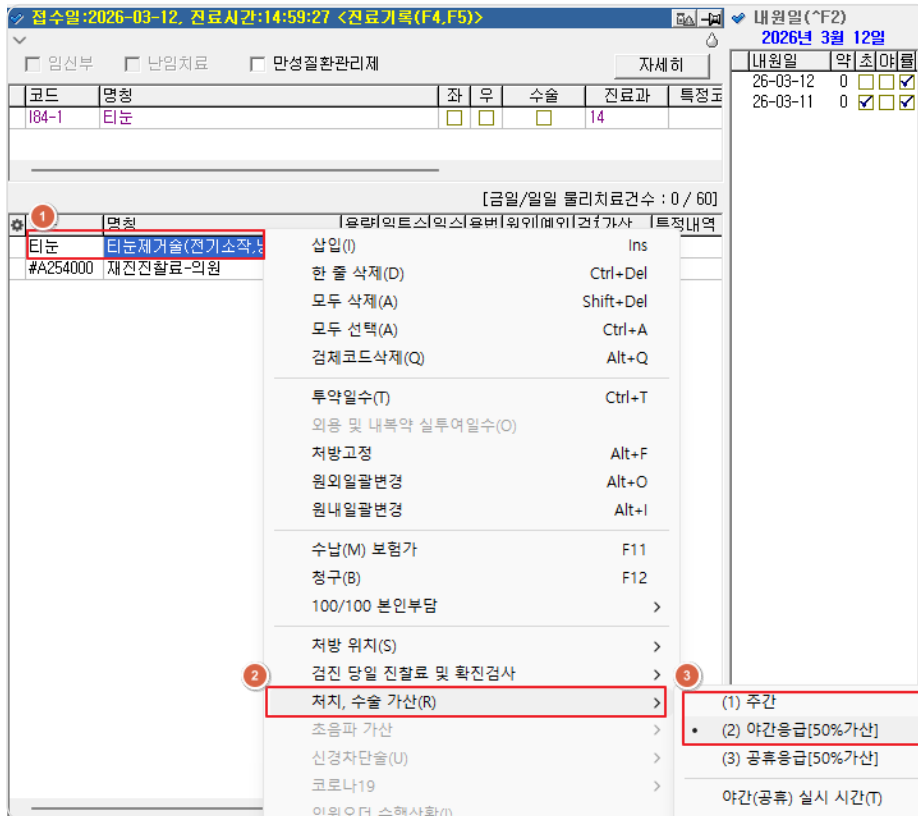 접수일:2026-03-12, 진료시간:14:59:27 <진료기록(F4,F5)>
임신부 난임치료 만성질환관리제 자세히
코드 명칭 좌 우 수술 진료과 특정코
I84-1 티눈 14
[금일/일일 물리치료건수 : 0 / 60]
1
명칭 특정내역
티눈 티눈제거술(전기소작,냉
#A254000 재진진찰료-의원
삽입(I) Ins
한 줄 삭제(D) Ctrl+Del
모두 삭제(A) Shift+Del
모두 선택(A) Ctrl+A
검체코드삭제(Q) Alt+Q
투약일수(T) Ctrl+T
외용 및 내복약 실투여일수(O)
처방고정 Alt+F
원외일괄변경 Alt+O
원내일괄변경 Alt+I
수납(M) 보험가 F11
청구(B) F12
100/100 본인부담
처방 위치(S)
2
검진 당일 진찰료 및 확진검사
처치, 수술 가산(R)
초음파 가산
신경차단술(U)
코로나19
3
(1) 주간
(2) 야간응급[50%가산]
(3) 공휴응급[50%가산]
야간(공휴) 실시 시간(T)
내원일(^F2)
2026년 3월 12일
내원일 약 초 야 물
26-03-12 0
26-03-11 0